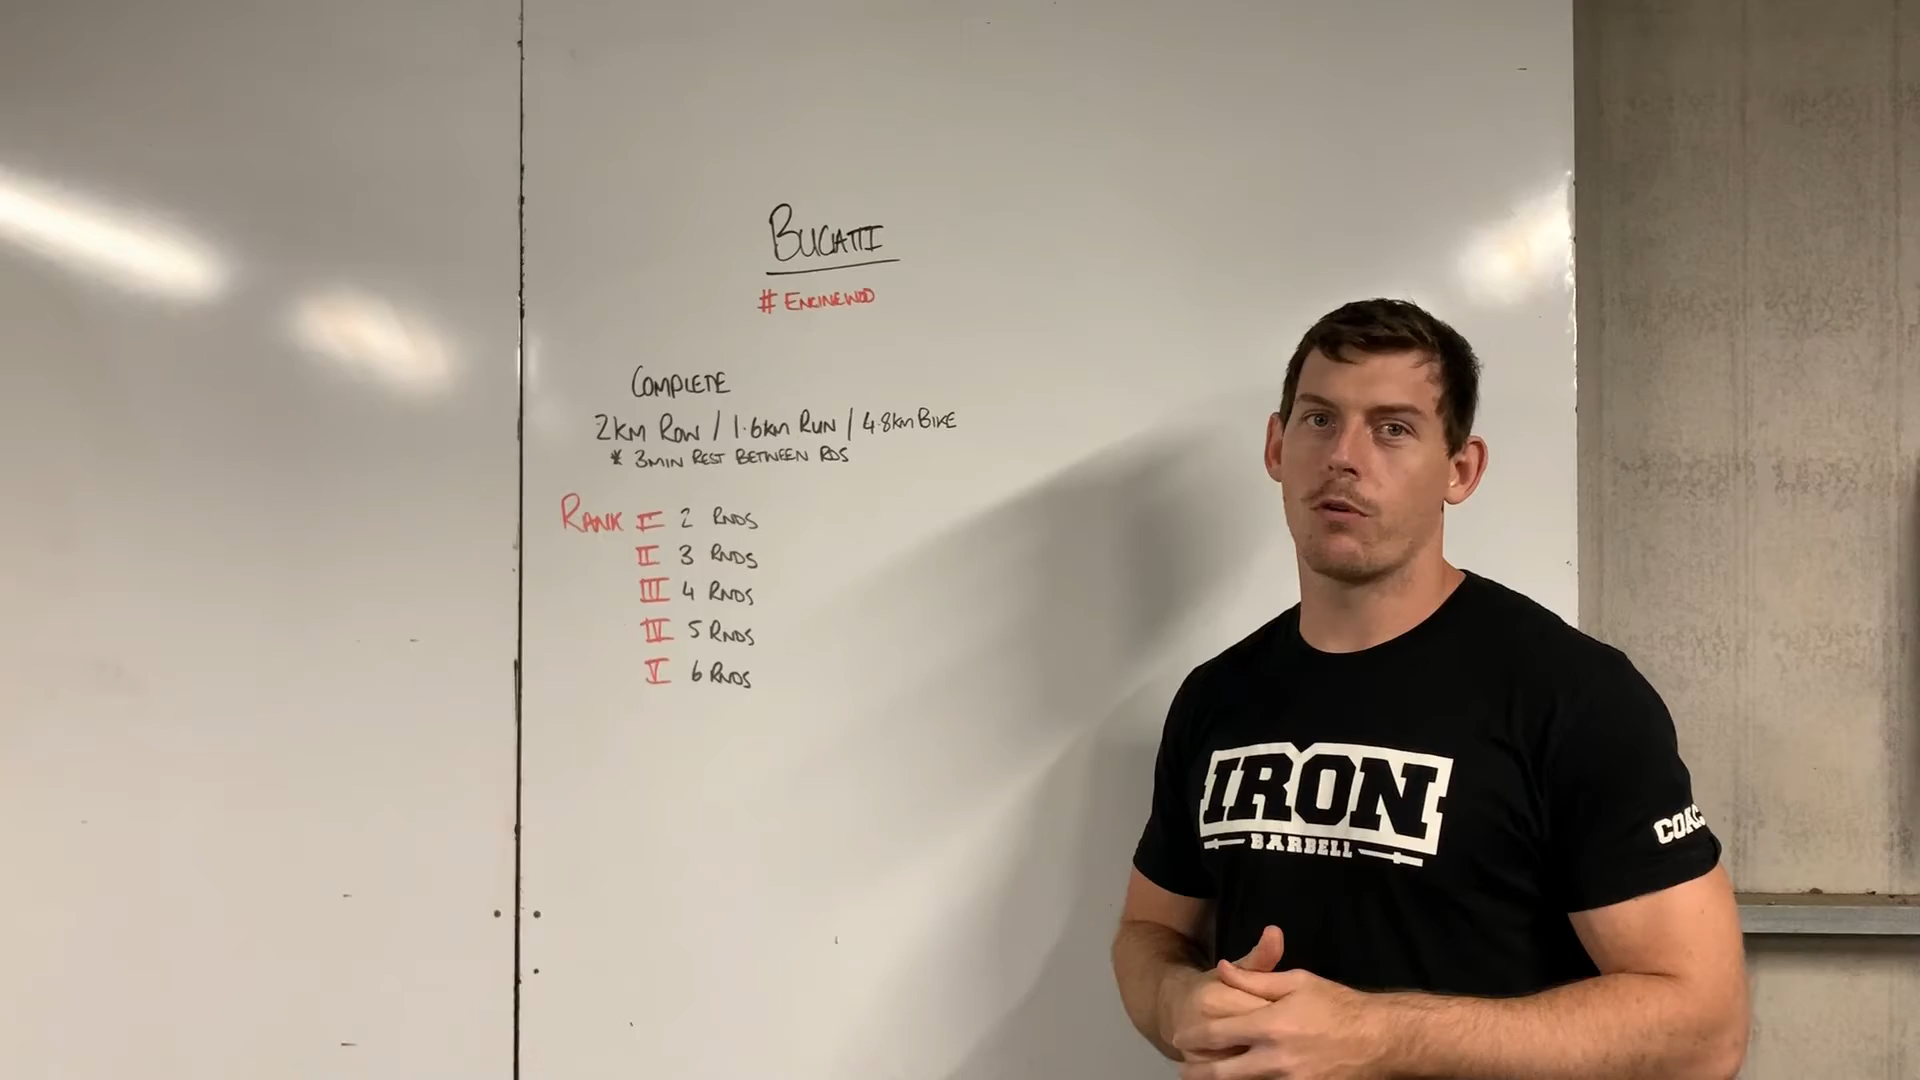 BUGATTI
# ENGINEWOD
COMPLETE
2KM ROW / 1.6KM RUN / 4.8KM BIKE
* 3MIN REST BETWEEN RDS
RANK I 2 RNDS
II 3 RNDS
III 4 RNDS
IV 5 RNDS
V 6 RNDS
IRON
BARBELL
COAC